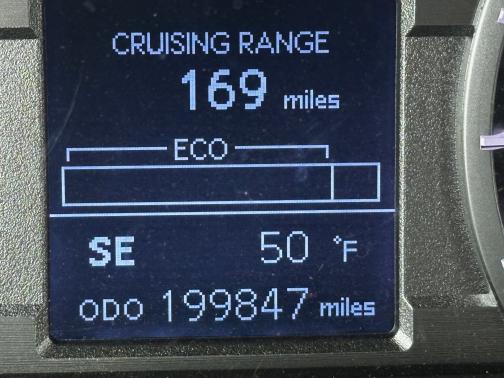 CRUISING RANGE
169 miles
ECO
SE 50 °F
ODO 199847 miles